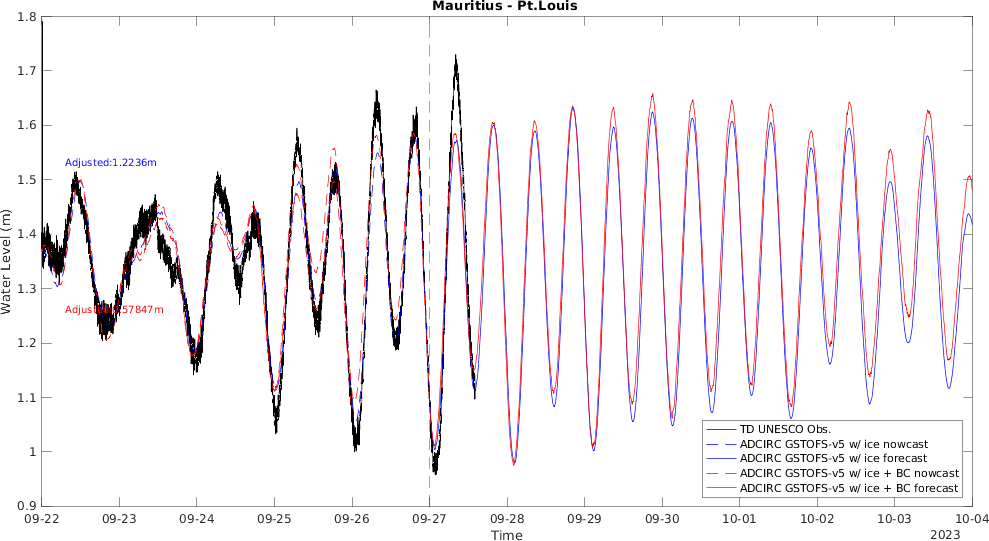 Mauritius - Pt.Louis
Water Level (m)
1.8
1.7
1.6
1.5
1.4
1.3
1.2
1.1
1
0.9
Adjusted:1.2236m
Adjusted: .57847m
TD UNESCO Obs.
ADCIRC GSTOFS-v5 w/ ice nowcast
ADCIRC GSTOFS-v5 w/ ice forecast
ADCIRC GSTOFS-v5 w/ ice + BC nowcast
ADCIRC GSTOFS-v5 w/ ice + BC forecast
09-22 09-23 09-24 09-25 09-26 09-27 09-28 09-29 09-30 10-01 10-02 10-03 10-04
Time
2023